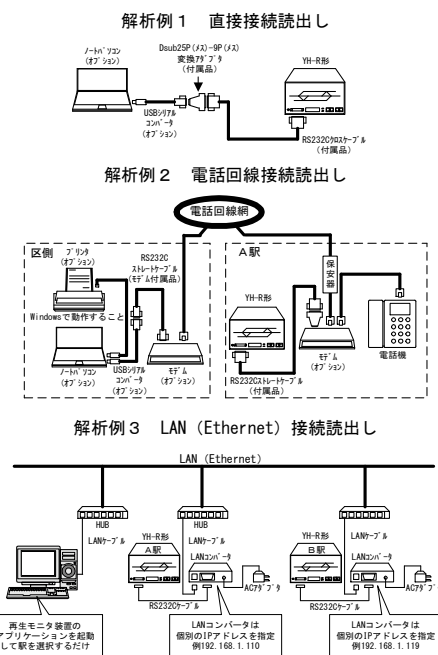 解析例１　直接接続読出し
ﾉｰﾄﾊﾟｿｺﾝ
(ｵﾌﾟｼｮﾝ)
Dsub25P(ﾒｽ)-9P(ﾒｽ)
変換ｱﾀﾞﾌﾟﾀ
(付属品)
YH-R形
USBｼﾘｱﾙ
ｺﾝﾊﾞｰﾀ
(ｵﾌﾟｼｮﾝ)
RS232Cｸﾛｽｹｰﾌﾞﾙ
(付属品)
解析例２　電話回線接続読出し
電話回線網
区側
ﾌﾟﾘﾝﾀ
(ｵﾌﾟｼｮﾝ)
RS232C
ｽﾄﾚｰﾄｹｰﾌﾞﾙ
(ﾓﾃﾞﾑ付属品)
Windowsで動作すること
ﾉｰﾄﾊﾟｿｺﾝ
(ｵﾌﾟｼｮﾝ)
USBｼﾘｱﾙ
ｺﾝﾊﾞｰﾀ
(ｵﾌﾟｼｮﾝ)
ﾓﾃﾞﾑ
(ｵﾌﾟｼｮﾝ)
A駅
保安器
YH-R形
RS232Cｽﾄﾚｰﾄｹｰﾌﾞﾙ
(付属品)
ﾓﾃﾞﾑ
(ｵﾌﾟｼｮﾝ)
電話機
解析例３　LAN（Ethernet）接続読出し
LAN（Ethernet）
HUB
LANｹｰﾌﾞﾙ
YH-R形
A駅
HUB
LANｹｰﾌﾞﾙ
LANｺﾝﾊﾞｰﾀ
ACｱﾀﾞﾌﾟﾀ
RS232Cｹｰﾌﾞﾙ
YH-R形
B駅
LANｹｰﾌﾞﾙ
LANｺﾝﾊﾞｰﾀ
ACｱﾀﾞﾌﾟﾀ
RS232Cｹｰﾌﾞﾙ
再生モニタ装置の
アプリケーションを起動
して駅を選択するだけ
LANコンバータは
個別のIPアドレスを指定
例192.168.1.110
LANコンバータは
個別のIPアドレスを指定
例192.168.1.119